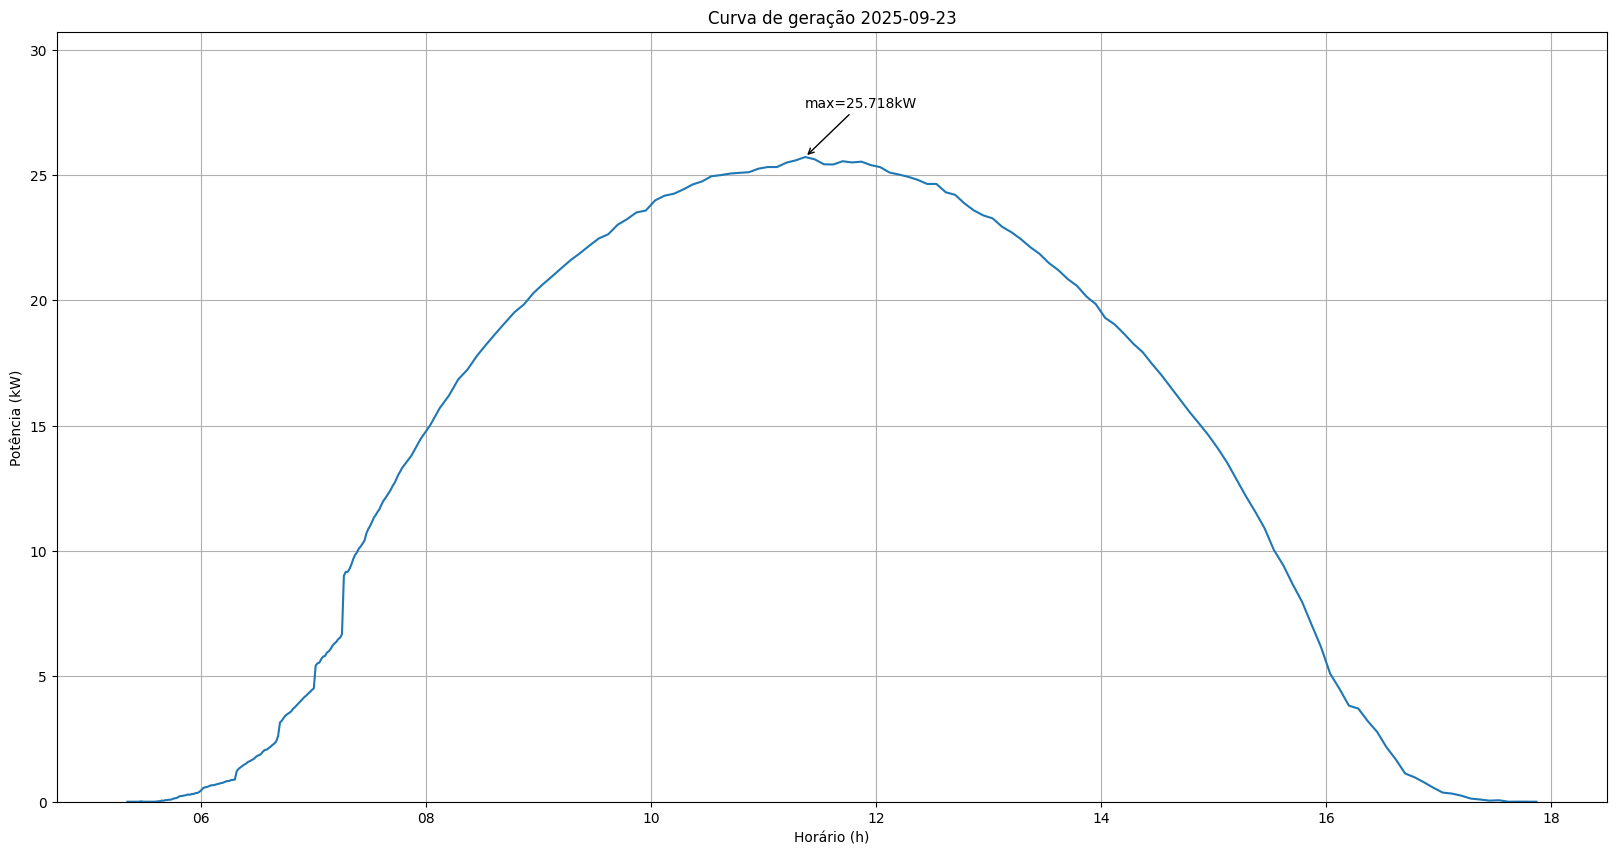 Curva de geração 2025-09-23
30
max=25.718kW
25
20
15
10
5
0
Potência (kW)
06 08 10 12 14 16 18
Horário (h)